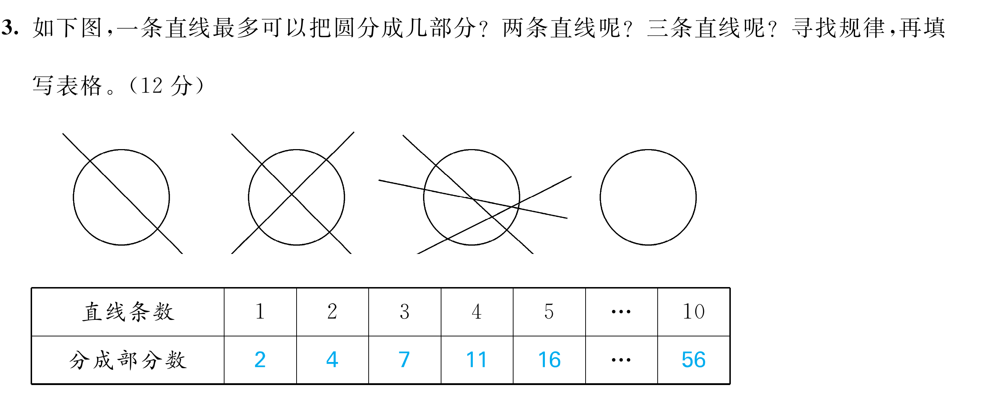 3. 如下图,一条直线最多可以把圆分成几部分? 两条直线呢? 三条直线呢? 寻找规律,再填
写表格。(12 分)
直线条数 1 2 3 4 5 … 10
分成部分数 2 4 7 11 16 … 56